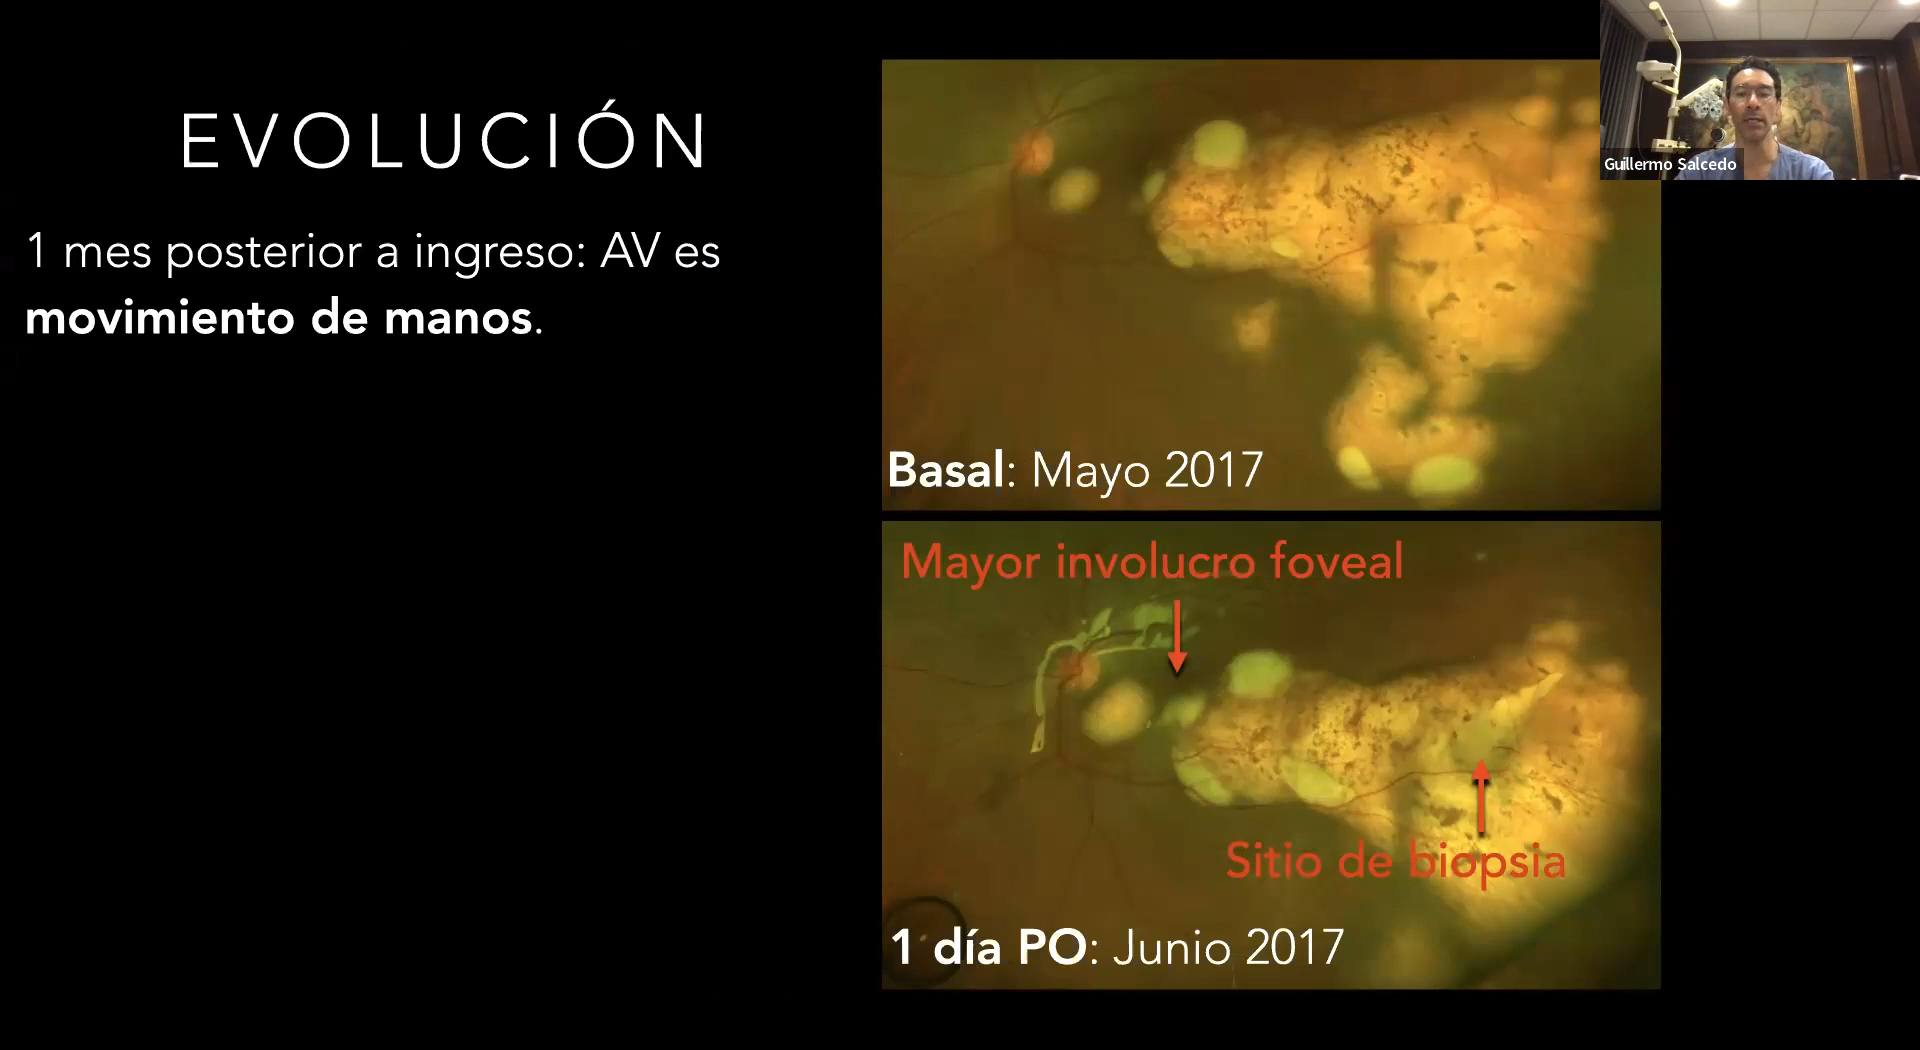 EVOLUCIÓN
1 mes posterior a ingreso: AV es
movimiento de manos.
Basal: Mayo 2017
Mayor involucro foveal
Sitio de biopsia
1 día PO: Junio 2017
Guillermo Salcedo